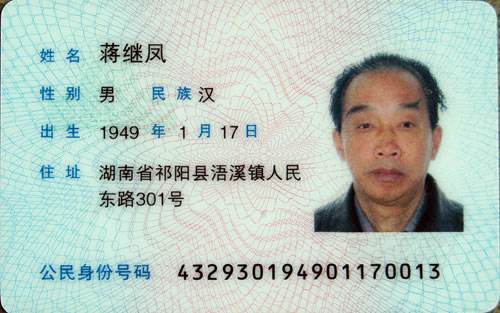 姓名 蒋继凤
性别 男 民族 汉
出生 1949 年 1 月 17 日
住址 湖南省祁阳县浯溪镇人民
东路301号
公民身份号码 432930194901170013